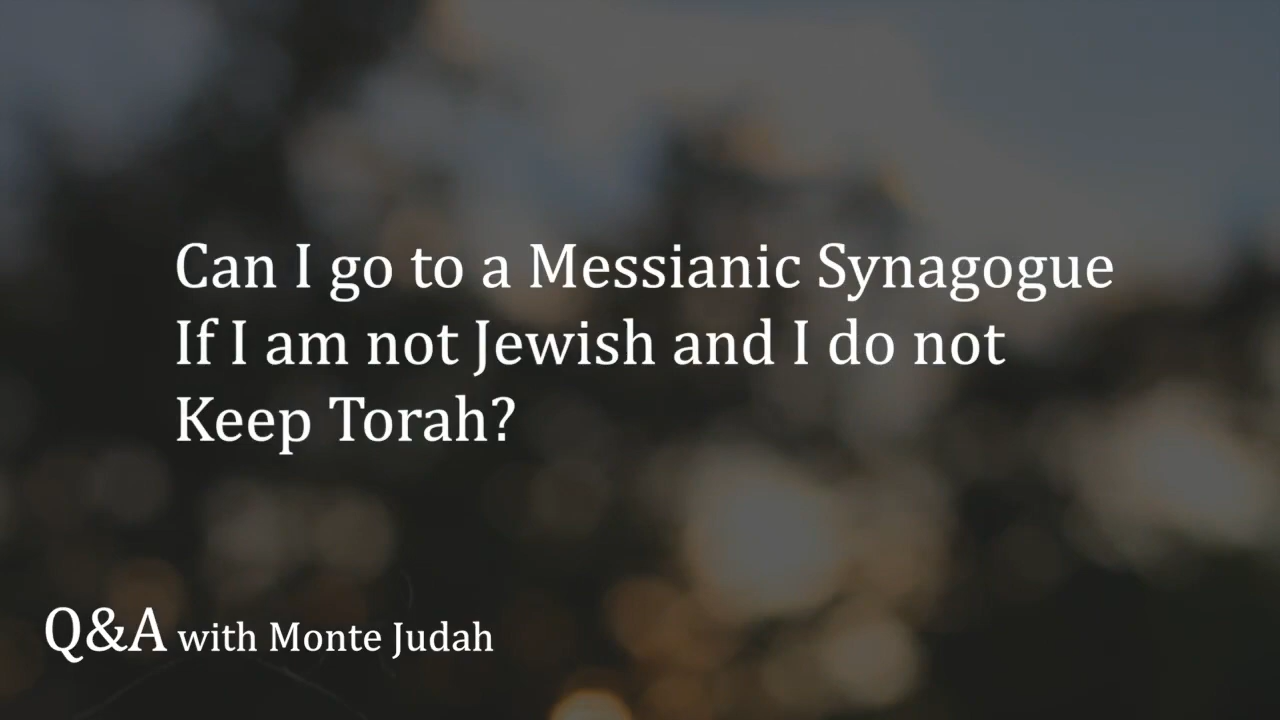 Can I go to a Messianic Synagogue
If I am not Jewish and I do not
Keep Torah?
Q&A with Monte Judah